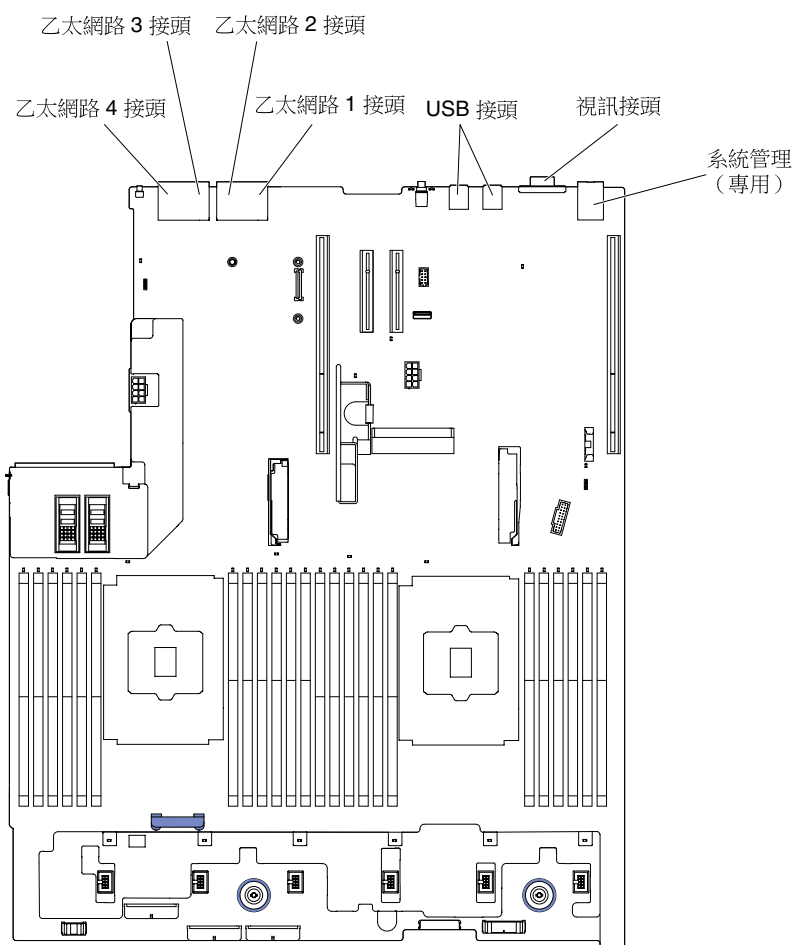 乙太網路 3 接頭
乙太網路 2 接頭
乙太網路 4 接頭
乙太網路 1 接頭
USB 接頭
視訊接頭
系統管理
（專用）